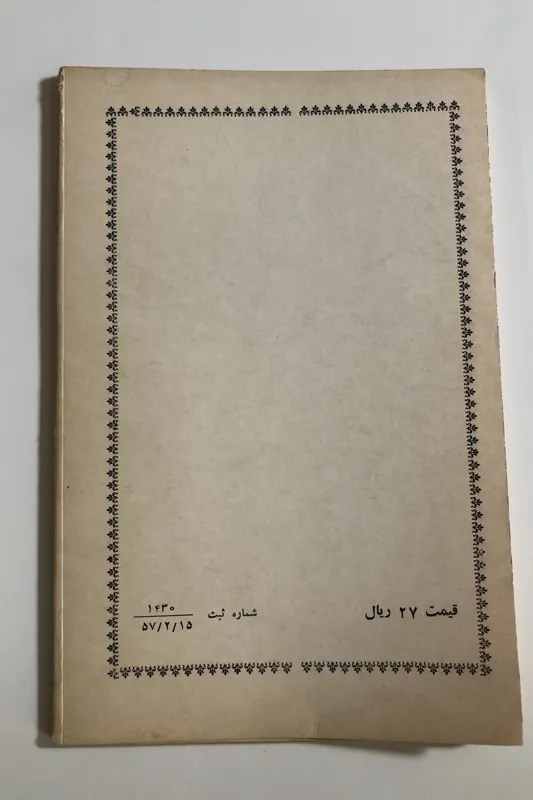 قیمت ۲۷ ریال
شماره ثبت ۱۴۳۰
۵۷/۲/۱۵